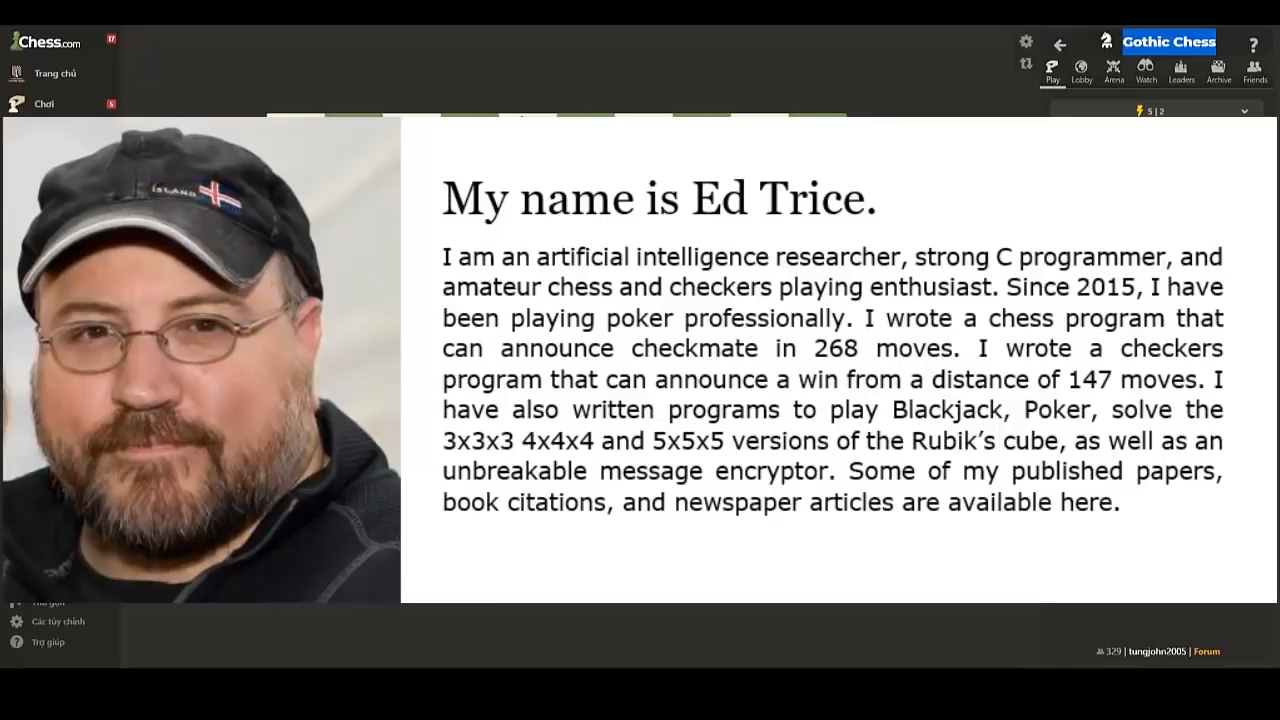 Chess.com
17
Trang chủ
Chơi
5
Gothic Chess
?
Play
Lobby
Arena
Watch
Leaders
Archive
Friends
5 | 2
ÍSLAND
My name is Ed Trice.
I am an artificial intelligence researcher, strong C programmer, and
amateur chess and checkers playing enthusiast. Since 2015, I have
been playing poker professionally. I wrote a chess program that
can announce checkmate in 268 moves. I wrote a checkers
program that can announce a win from a distance of 147 moves. I
have also written programs to play Blackjack, Poker, solve the
3x3x3 4x4x4 and 5x5x5 versions of the Rubik’s cube, as well as an
unbreakable message encryptor. Some of my published papers,
book citations, and newspaper articles are available here.
Các tùy chỉnh
Trợ giúp
329 | tungjohn2005 | Forum